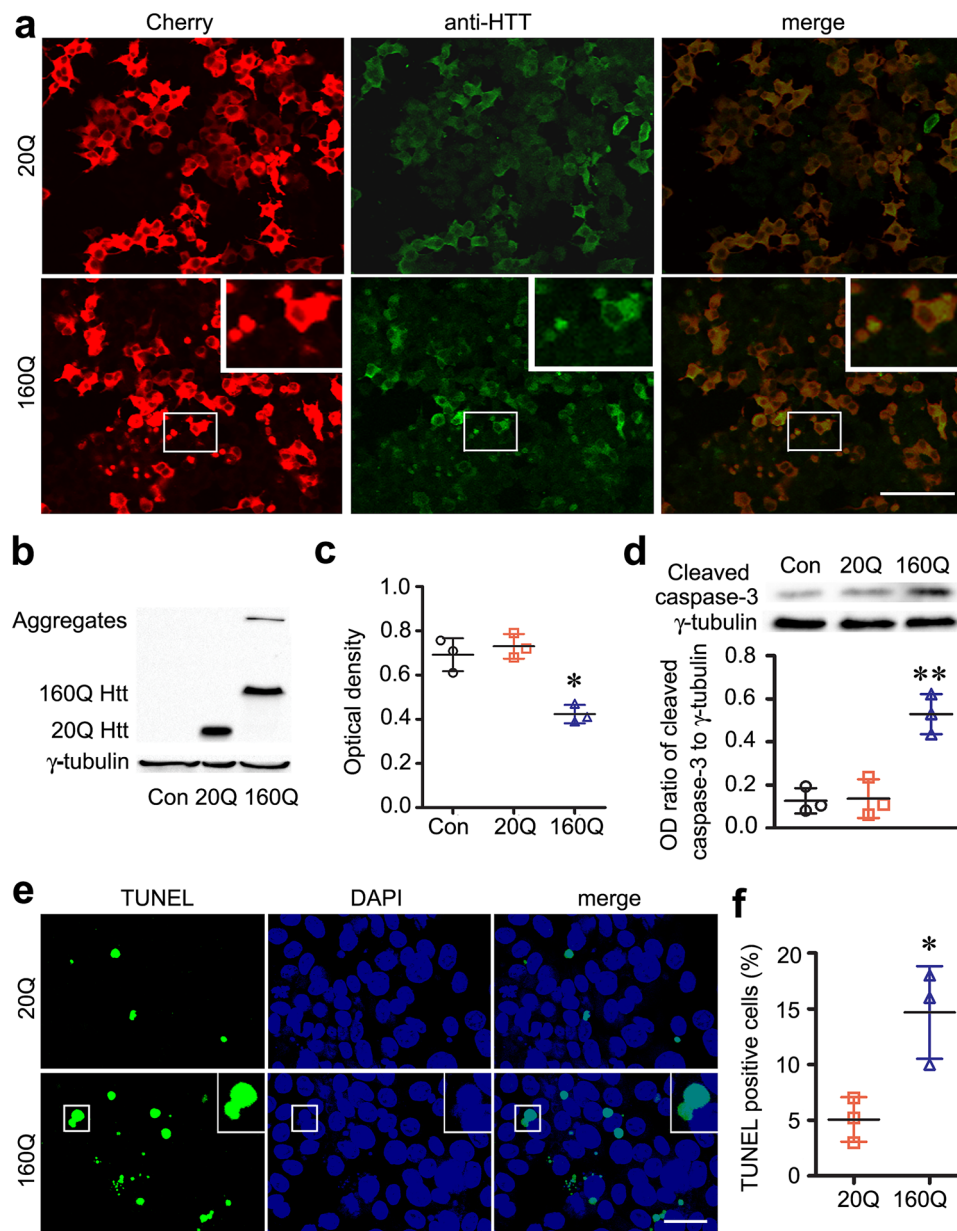 a
Cherry
anti-HTT
merge
20Q
160Q
b
Aggregates
160Q Htt
20Q Htt
γ-tubulin
Con 20Q 160Q
c
Optical density
1.0
0.8
0.6
0.4
0.2
0.0
*
Con
20Q
160Q
d
Con
20Q
160Q
Cleaved
caspase-3
γ-tubulin
OD ratio of cleaved
caspase-3 to γ-tubulin
0.8
0.6
0.4
0.2
0.0
**
Con
20Q
160Q
e
TUNEL
DAPI
merge
20Q
160Q
f
TUNEL positive cells (%)
20
15
10
5
0
*
20Q
160Q